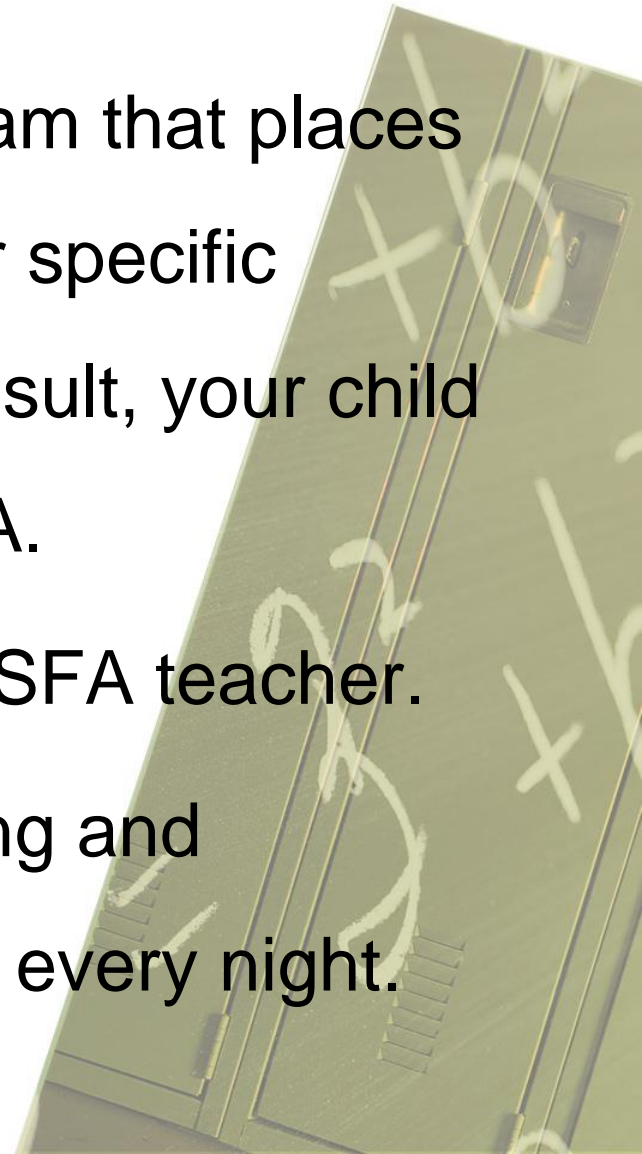 am that places
r specific
sult, your child
A.
SFA teacher.
ng and
every night.